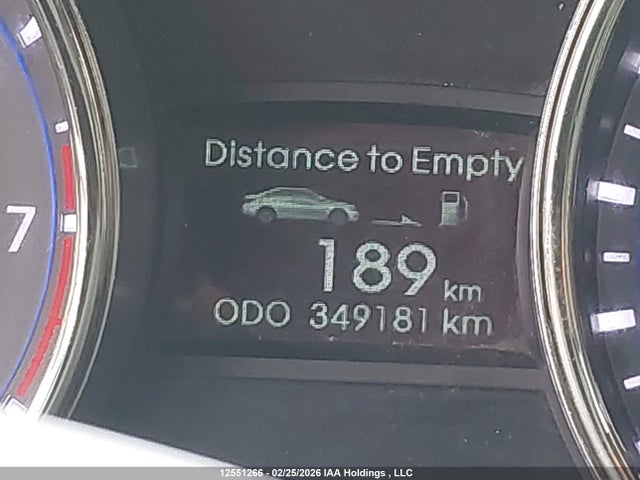 Distance to Empty
189 km
ODO 349181 km
7
12551266 - 02/25/2026 IAA Holdings , LLC